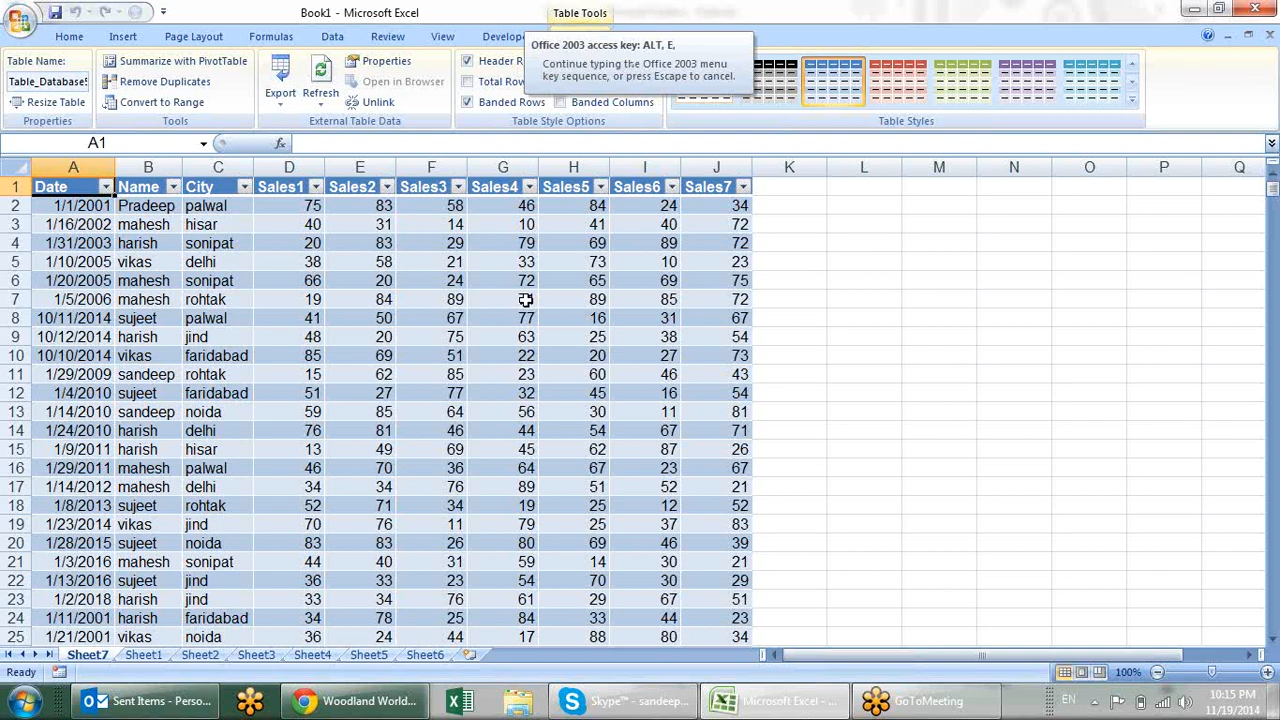 Book1 - Microsoft Excel
Table Tools
Home Insert Page Layout Formulas Data Review View Develop
Office 2003 access key: ALT, E,
Continue typing the Office 2003 menu
key sequence, or press Escape to cancel.
Table Name:
Table_Database
Resize Table
Properties
Summarize with PivotTable
Remove Duplicates
Convert to Range
Tools
Export
Refresh
Properties
Open in Browser
Unlink
External Table Data
Header R
Total Ro
Banded Rows
Banded Columns
Table Style Options
Table Styles
A1
fx
A B C D E F G H I J K L M N O P Q
1 Date Name City Sales1 Sales2 Sales3 Sales4 Sales5 Sales6 Sales7
2 1/1/2001 Pradeep palwal 75 83 58 46 84 24 34
3 1/16/2002 mahesh hisar 40 31 14 10 41 40 72
4 1/31/2003 harish sonipat 20 83 29 79 69 89 72
5 1/10/2005 vikas delhi 38 58 21 33 73 10 23
6 1/20/2005 mahesh sonipat 66 20 24 72 65 69 75
7 1/5/2006 mahesh rohtak 19 84 89 89 85 72
8 10/11/2014 sujeet palwal 41 50 67 77 16 31 67
9 10/12/2014 harish jind 48 20 75 63 25 38 54
10 10/10/2014 vikas faridabad 85 69 51 22 20 27 73
11 1/29/2009 sandeep rohtak 15 62 85 23 60 46 43
12 1/4/2010 sujeet faridabad 51 27 77 32 45 16 54
13 1/14/2010 sandeep noida 59 85 64 56 30 11 81
14 1/24/2010 harish delhi 76 81 46 44 54 67 71
15 1/9/2011 harish hisar 13 49 69 45 62 87 26
16 1/29/2011 mahesh palwal 46 70 36 64 67 23 67
17 1/14/2012 mahesh delhi 34 34 76 89 51 52 21
18 1/8/2013 sujeet rohtak 52 71 34 19 25 12 52
19 1/23/2014 vikas jind 70 76 11 79 25 37 83
20 1/28/2015 sujeet noida 83 83 26 80 69 46 39
21 1/3/2016 mahesh sonipat 44 40 31 59 14 30 21
22 1/13/2016 sujeet jind 36 33 23 54 70 30 29
23 1/2/2018 harish jind 33 34 76 61 29 67 51
24 1/11/2001 harish faridabad 34 78 25 84 33 44 23
25 1/21/2001 vikas noida 36 24 44 17 88 80 34
Sheet7 Sheet1 Sheet2 Sheet3 Sheet4 Sheet5 Sheet6
Ready
100%
Sent Items - Perso...
Woodland World...
Skype™ - sandeep...
Microsoft Excel - ...
GoToMeeting
EN
10:15 PM
11/19/2014